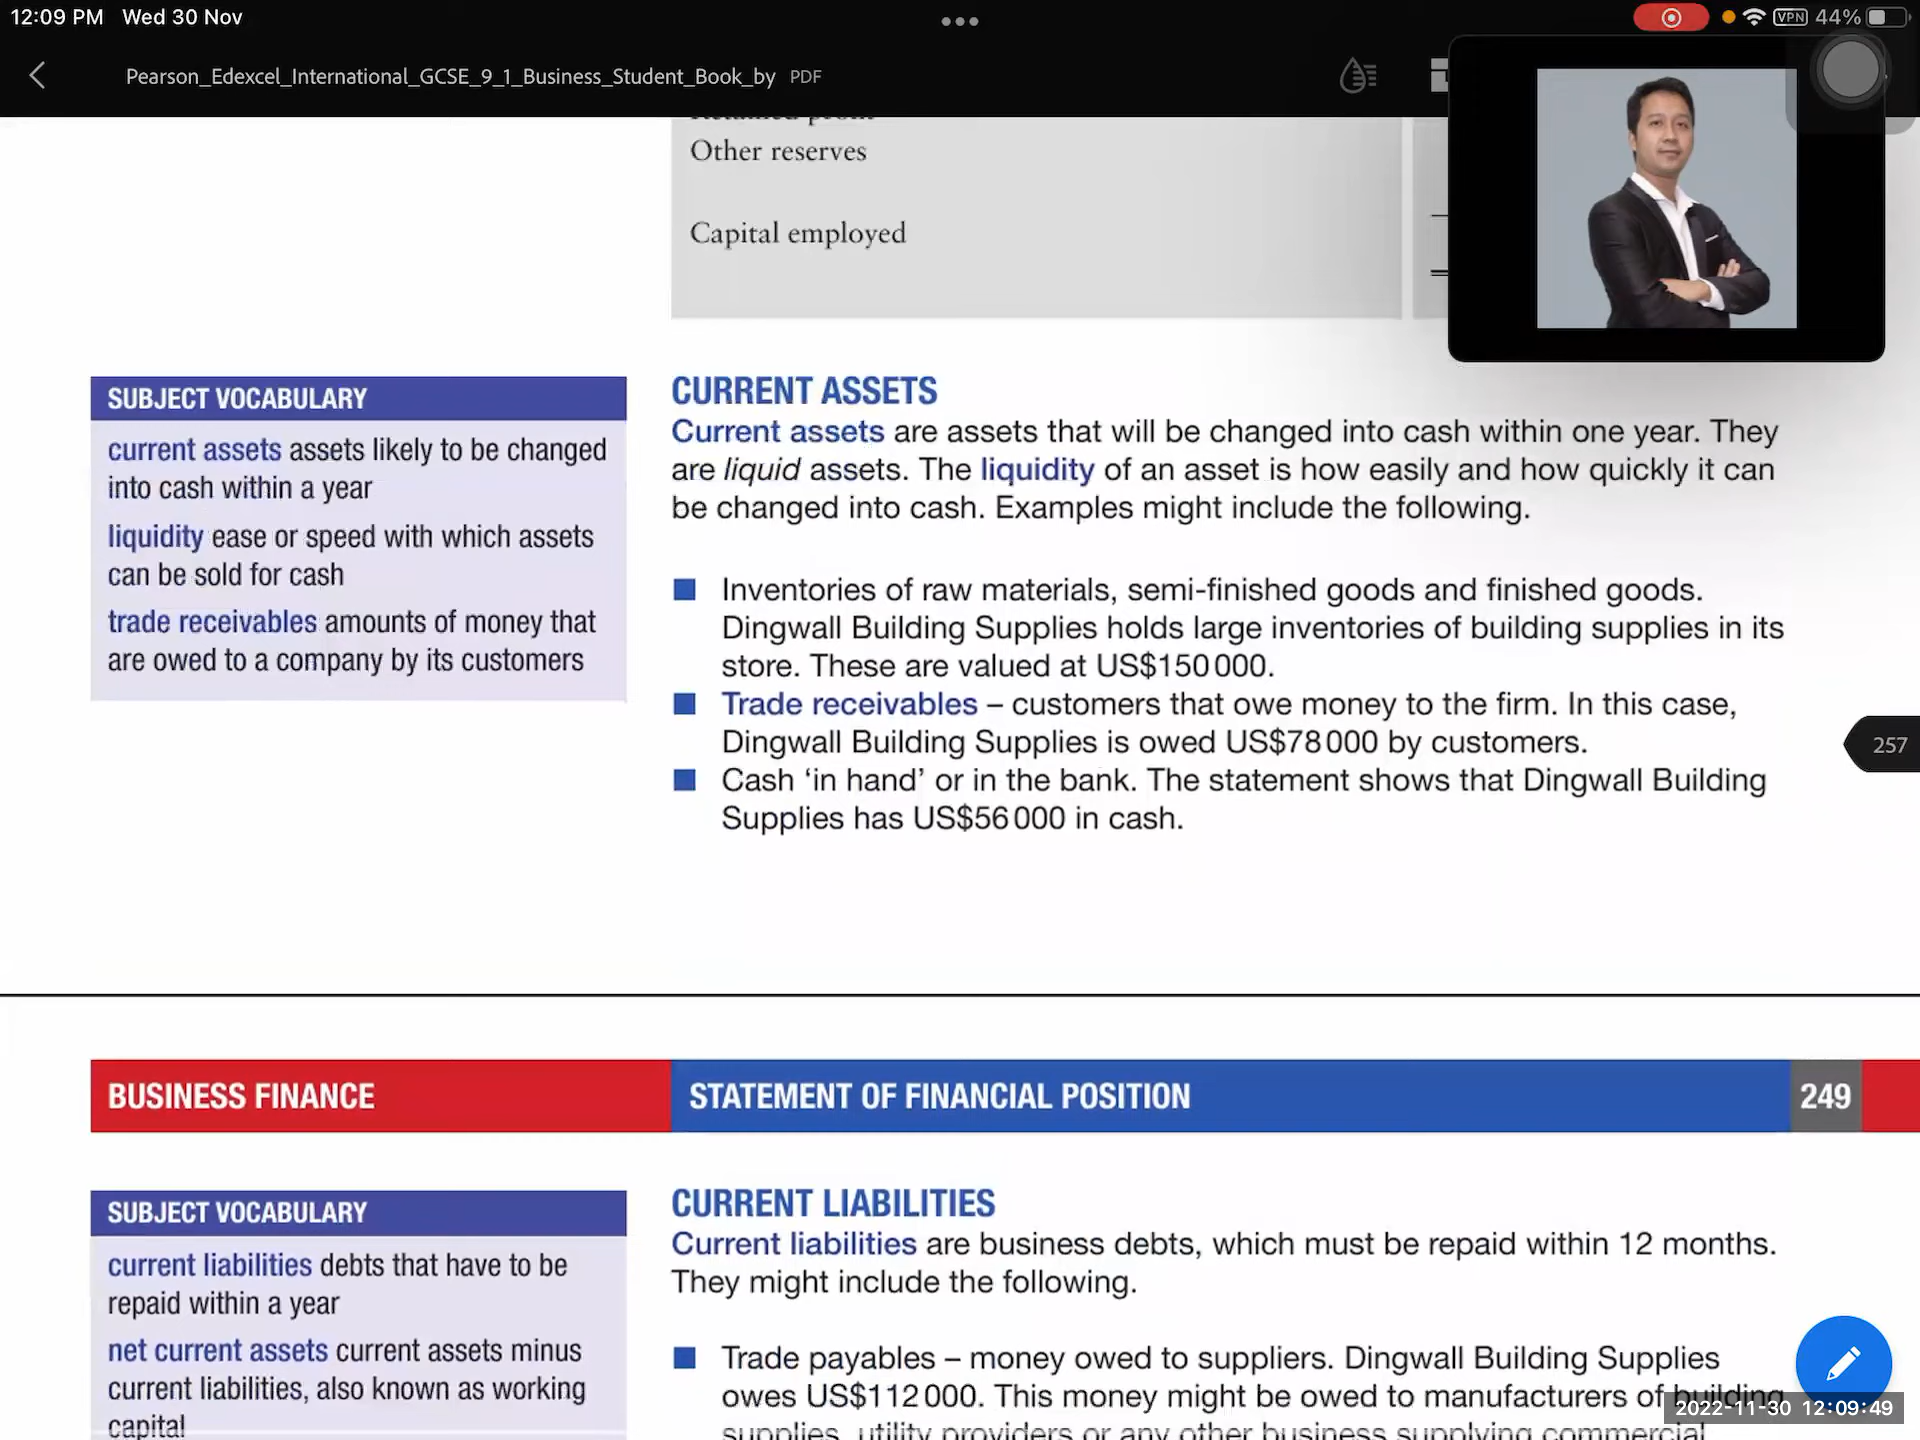 12:09 PM Wed 30 Nov
VPN 44%
Pearson_Edexcel_International_GCSE_9_1_Business_Student_Book_by PDF
Retained profit
Other reserves
Capital employed
SUBJECT VOCABULARY
current assets assets likely to be changed
into cash within a year
liquidity ease or speed with which assets
can be sold for cash
trade receivables amounts of money that
are owed to a company by its customers
CURRENT ASSETS
Current assets are assets that will be changed into cash within one year. They
are liquid assets. The liquidity of an asset is how easily and how quickly it can
be changed into cash. Examples might include the following.
■ Inventories of raw materials, semi-finished goods and finished goods.
Dingwall Building Supplies holds large inventories of building supplies in its
store. These are valued at US$150 000.
■ Trade receivables – customers that owe money to the firm. In this case,
Dingwall Building Supplies is owed US$78 000 by customers.
■ Cash ‘in hand’ or in the bank. The statement shows that Dingwall Building
Supplies has US$56 000 in cash.
257
BUSINESS FINANCE STATEMENT OF FINANCIAL POSITION 249
SUBJECT VOCABULARY
current liabilities debts that have to be
repaid within a year
net current assets current assets minus
current liabilities, also known as working
capital
CURRENT LIABILITIES
Current liabilities are business debts, which must be repaid within 12 months.
They might include the following.
■ Trade payables – money owed to suppliers. Dingwall Building Supplies
owes US$112 000. This money might be owed to manufacturers of building
supplies, utility providers or any other business supplying commercial
2022-11-30 12:09:49